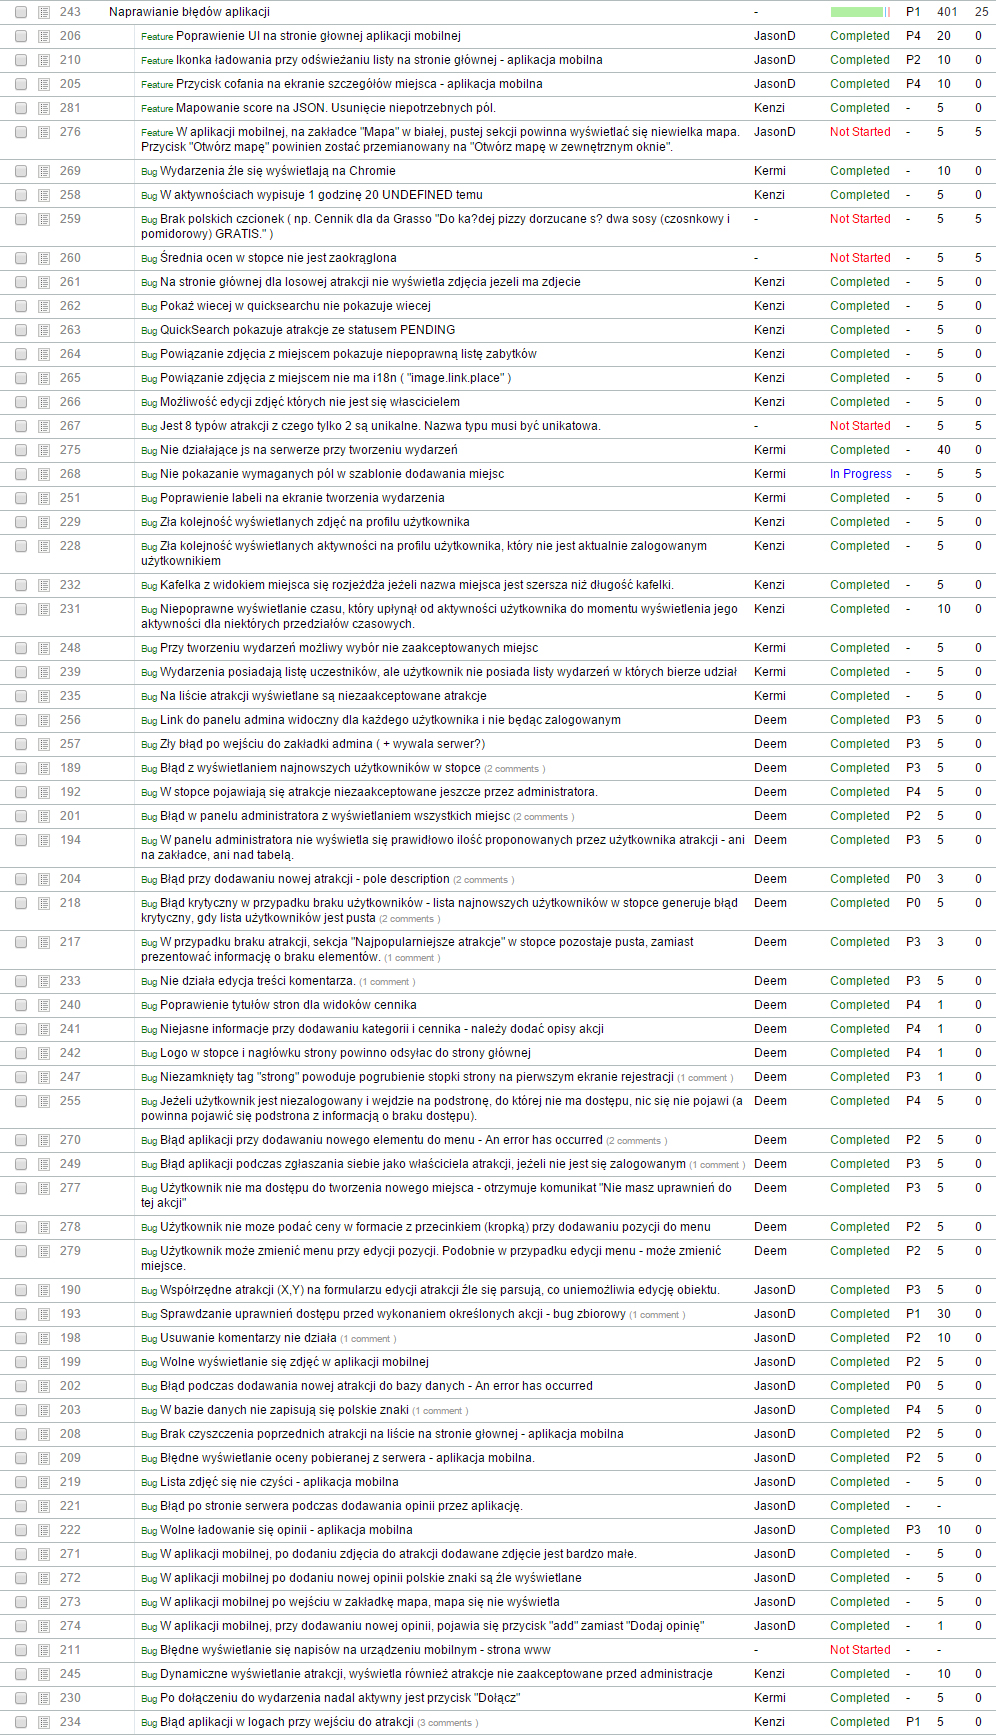 243 Naprawianie błędów aplikacji - P1 401 25
206 Feature Poprawienie UI na stronie głownej aplikacji mobilnej JasonD Completed P4 20 0
210 Feature Ikonka ładowania przy odświeżaniu listy na stronie głównej - aplikacja mobilna JasonD Completed P2 10 0
205 Feature Przycisk cofania na ekranie szczegółów miejsca - aplikacja mobilna JasonD Completed P4 10 0
281 Feature Mapowanie score na JSON. Usunięcie niepotrzebnych pól. Kenzi Completed - 5 0
276 Feature W aplikacji mobilnej, na zakładce "Mapa" w białej, pustej sekcji powinna wyświetlać się niewielka mapa. JasonD Not Started - 5 5
Przycisk "Otwórz mapę" powinien zostać przemianowany na "Otwórz mapę w zewnętrznym oknie".
269 Bug Wydarzenia źle się wyświetlają na Chromie Kermi Completed - 10 0
258 Bug W aktywnościach wypisuje 1 godzinę 20 UNDEFINED temu Kenzi Completed - 5 0
259 Bug Brak polskich czcionek ( np. Cennik dla da Grasso "Do ka?dej pizzy dorzucane s? dwa sosy (czosnkowy i - Not Started - 5 5
pomidorowy) GRATIS." )
260 Bug Średnia ocen w stopce nie jest zaokrąglona - Not Started - 5 5
261 Bug Na stronie głównej dla losowej atrakcji nie wyświetla zdjęcia jezeli ma zdjecie Kenzi Completed - 5 0
262 Bug Pokaż wiecej w quicksearchu nie pokazuje wiecej Kenzi Completed - 5 0
263 Bug QuickSearch pokazuje atrakcje ze statusem PENDING Kenzi Completed - 5 0
264 Bug Powiązanie zdjęcia z miejscem pokazuje niepoprawną listę zabytków Kenzi Completed - 5 0
265 Bug Powiązanie zdjęcia z miejscem nie ma i18n ( "image.link.place" ) Kenzi Completed - 5 0
266 Bug Możliwość edycji zdjęć których nie jest się włascicielem Kenzi Completed - 5 0
267 Bug Jest 8 typów atrakcji z czego tylko 2 są unikalne. Nazwa typu musi być unikatowa. - Not Started - 5 5
275 Bug Nie działające js na serwerze przy tworzeniu wydarzeń Kermi Completed - 40 0
268 Bug Nie pokazanie wymaganych pól w szablonie dodawania miejsc Kermi In Progress - 5 5
251 Bug Poprawienie labeli na ekranie tworzenia wydarzenia Kermi Completed - 5 0
229 Bug Zła kolejność wyświetlanych zdjęć na profilu użytkownika Kenzi Completed - 5 0
228 Bug Zła kolejność wyświetlanych aktywności na profilu użytkownika, który nie jest aktualnie zalogowanym Kenzi Completed - 5 0
użytkownikiem
232 Bug Kafelka z widokiem miejsca się rozjeżdża jeżeli nazwa miejsca jest szersza niż długość kafelki. Kenzi Completed - 5 0
231 Bug Niepoprawne wyświetlanie czasu, który upłynął od aktywności użytkownika do momentu wyświetlenia jego Kenzi Completed - 10 0
aktywności dla niektórych przedziałów czasowych.
248 Bug Przy tworzeniu wydarzeń możliwy wybór nie zaakceptowanych miejsc Kermi Completed - 5 0
239 Bug Wydarzenia posiadają listę uczestników, ale użytkownik nie posiada listy wydarzeń w których bierze udział Kermi Completed - 5 0
235 Bug Na liście atrakcji wyświetlane są niezaakceptowane atrakcje Kermi Completed - 5 0
256 Bug Link do panelu admina widoczny dla każdego użytkownika i nie będąc zalogowanym Deem Completed P3 5 0
257 Bug Zły błąd po wejściu do zakładki admina ( + wywala serwer?) Deem Completed P3 5 0
189 Bug Błąd z wyświetlaniem najnowszych użytkowników w stopce (2 comments ) Deem Completed P3 5 0
192 Bug W stopce pojawiają się atrakcje niezaakceptowane jeszcze przez administratora. Deem Completed P4 5 0
201 Bug Błąd w panelu administratora z wyświetlaniem wszystkich miejsc (2 comments ) Deem Completed P2 5 0
194 Bug W panelu administratora nie wyświetla się prawidłowo ilość proponowanych przez użytkownika atrakcji - ani Deem Completed P3 5 0
na zakładce, ani nad tabelą.
204 Bug Błąd przy dodawaniu nowej atrakcji - pole description (2 comments ) Deem Completed P0 3 0
218 Bug Błąd krytyczny w przypadku braku użytkowników - lista najnowszych użytkowników w stopce generuje błąd Deem Completed P0 5 0
krytyczny, gdy lista użytkowników jest pusta (2 comments )
217 Bug W przypadku braku atrakcji, sekcja "Najpopularniejsze atrakcje" w stopce pozostaje pusta, zamiast Deem Completed P3 3 0
prezentować informację o braku elementów. (1 comment )
233 Bug Nie działa edycja treści komentarza. (1 comment ) Deem Completed P3 5 0
240 Bug Poprawienie tytułów stron dla widoków cennika Deem Completed P4 1 0
241 Bug Niejasne informacje przy dodawaniu kategorii i cennika - należy dodać opisy akcji Deem Completed P4 1 0
242 Bug Logo w stopce i nagłówku strony powinno odsyłac do strony głównej Deem Completed P4 1 0
247 Bug Niezamknięty tag "strong" powoduje pogrubienie stopki strony na pierwszym ekranie rejestracji (1 comment ) Deem Completed P3 1 0
255 Bug Jeżeli użytkownik jest niezalogowany i wejdzie na podstronę, do której nie ma dostępu, nic się nie pojawi (a Deem Completed P4 5 0
powinna pojawić się podstrona z informacją o braku dostępu).
270 Bug Błąd aplikacji przy dodawaniu nowego elementu do menu - An error has occurred (2 comments ) Deem Completed P2 5 0
249 Bug Błąd aplikacji podczas zgłaszania siebie jako właściciela atrakcji, jeżeli nie jest się zalogowanym (1 comment ) Deem Completed P3 5 0
277 Bug Użytkownik nie ma dostępu do tworzenia nowego miejsca - otrzymuje komunikat "Nie masz uprawnień do Deem Completed P3 5 0
tej akcji"
278 Bug Użytkownik nie moze podać ceny w formacie z przecinkiem (kropką) przy dodawaniu pozycji do menu Deem Completed P2 5 0
279 Bug Użytkownik może zmienić menu przy edycji pozycji. Podobnie w przypadku edycji menu - może zmienić Deem Completed P2 5 0
miejsce.
190 Bug Współrzędne atrakcji (X,Y) na formularzu edycji atrakcji źle się parsują, co uniemożliwia edycję obiektu. JasonD Completed P3 5 0
193 Bug Sprawdzanie uprawnień dostępu przed wykonaniem określonych akcji - bug zbiorowy (1 comment ) JasonD Completed P1 30 0
198 Bug Usuwanie komentarzy nie działa (1 comment ) JasonD Completed P2 10 0
199 Bug Wolne wyświetlanie się zdjęć w aplikacji mobilnej JasonD Completed P2 5 0
202 Bug Błąd podczas dodawania nowej atrakcji do bazy danych - An error has occurred JasonD Completed P0 5 0
203 Bug W bazie danych nie zapisują się polskie znaki (1 comment ) JasonD Completed P4 5 0
208 Bug Brak czyszczenia poprzednich atrakcji na liście na stronie głownej - aplikacja mobilna JasonD Completed P2 5 0
209 Bug Błędne wyświetlanie oceny pobieranej z serwera - aplikacja mobilna. JasonD Completed P2 5 0
219 Bug Lista zdjęć się nie czyści - aplikacja mobilna JasonD Completed - 5 0
221 Bug Błąd po stronie serwera podczas dodawania opinii przez aplikację. JasonD Completed - -
222 Bug Wolne ładowanie się opinii - aplikacja mobilna JasonD Completed P3 10 0
271 Bug W aplikacji mobilnej, po dodaniu zdjęcia do atrakcji dodawane zdjęcie jest bardzo małe. JasonD Completed - 5 0
272 Bug W aplikacji mobilnej po dodaniu nowej opinii polskie znaki są źle wyświetlane JasonD Completed - 5 0
273 Bug W aplikacji mobilnej po wejściu w zakładkę mapa, mapa się nie wyświetla JasonD Completed - 5 0
274 Bug W aplikacji mobilnej, przy dodawaniu nowej opinii, pojawia się przycisk "add" zamiast "Dodaj opinię" JasonD Completed - 1 0
211 Bug Błędne wyświetlanie się napisów na urządzeniu mobilnym - strona www - Not Started - -
245 Bug Dynamiczne wyświetlanie atrakcji, wyświetla również atrakcje nie zaakceptowane przed administracje Kenzi Completed - 10 0
230 Bug Po dołączeniu do wydarzenia nadal aktywny jest przycisk "Dołącz" Kermi Completed - 5 0
234 Bug Błąd aplikacji w logach przy wejściu do atrakcji (3 comments ) Kenzi Completed P1 5 0